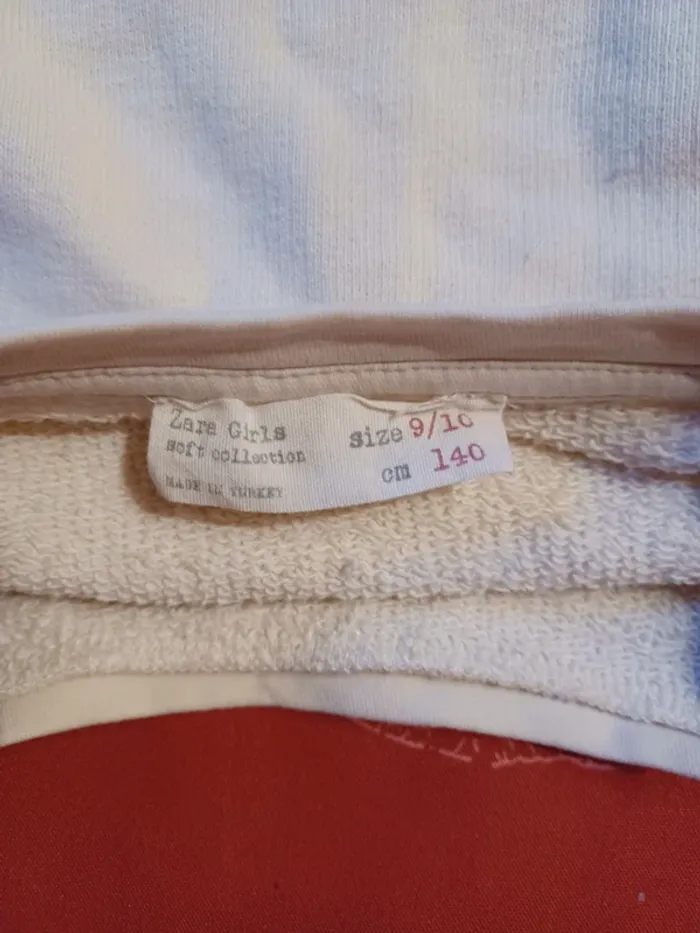 Zara Girls
soft collection
MADE IN TURKEY
size 9/10
cm 140